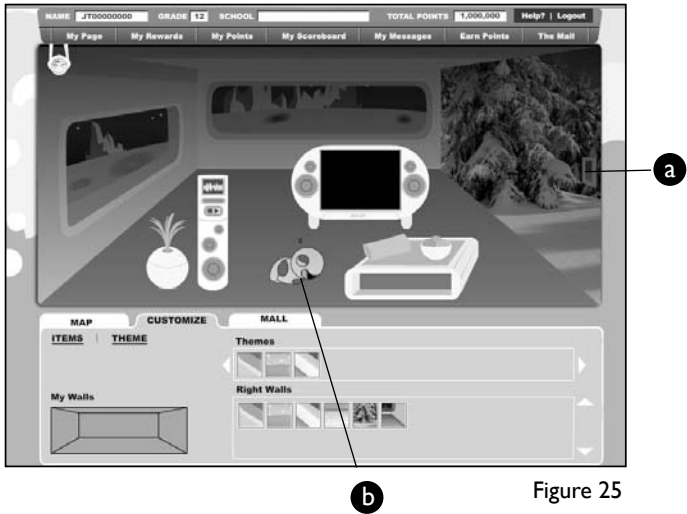 NAME JT00000000 GRADE 12 SCHOOL TOTAL POINTS 1,000,000 Help? | Logout
My Page My Rewards My Points My Scoreboard My Messages Earn Points The Mall
a
MAP CUSTOMIZE MALL
ITEMS | THEME
Themes
My Walls
Right Walls
b
Figure 25